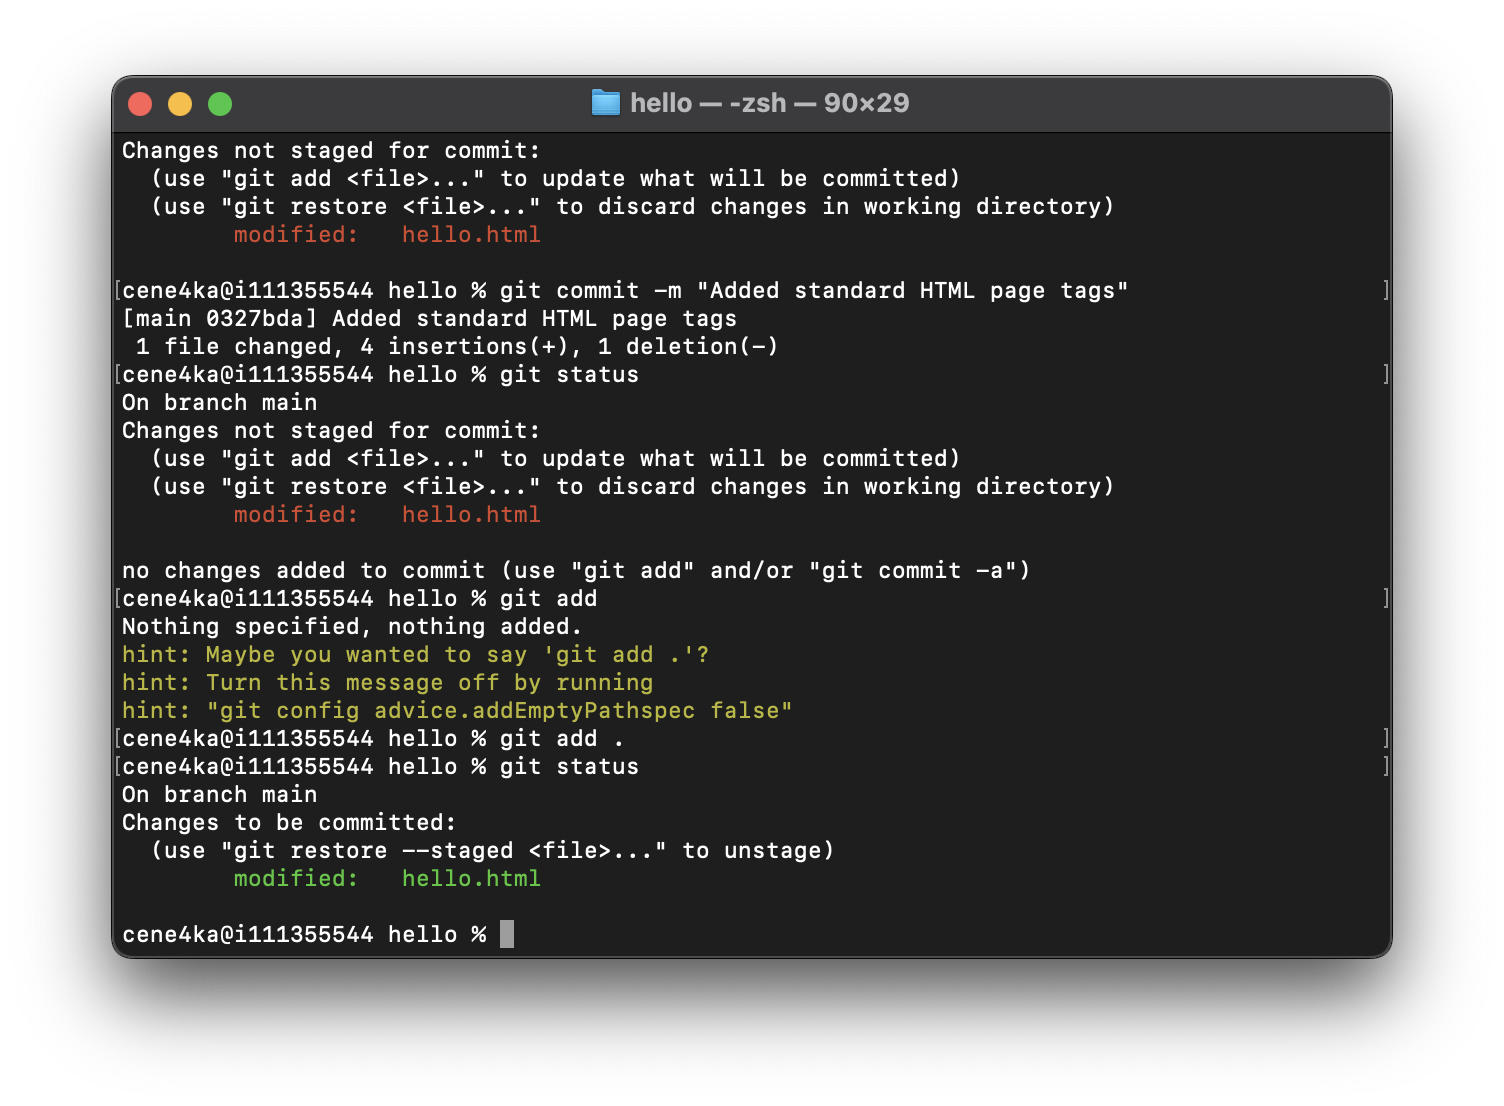 hello — -zsh — 90×29
Changes not staged for commit:
  (use "git add <file>..." to update what will be committed)
  (use "git restore <file>..." to discard changes in working directory)
        modified:   hello.html

[cene4ka@i111355544 hello % git commit -m "Added standard HTML page tags" ]
[main 0327bda] Added standard HTML page tags
 1 file changed, 4 insertions(+), 1 deletion(-)
[cene4ka@i111355544 hello % git status ]
On branch main
Changes not staged for commit:
  (use "git add <file>..." to update what will be committed)
  (use "git restore <file>..." to discard changes in working directory)
        modified:   hello.html

no changes added to commit (use "git add" and/or "git commit -a")
[cene4ka@i111355544 hello % git add ]
Nothing specified, nothing added.
hint: Maybe you wanted to say 'git add .'?
hint: Turn this message off by running
hint: "git config advice.addEmptyPathspec false"
[cene4ka@i111355544 hello % git add . ]
[cene4ka@i111355544 hello % git status ]
On branch main
Changes to be committed:
  (use "git restore --staged <file>..." to unstage)
        modified:   hello.html

cene4ka@i111355544 hello %